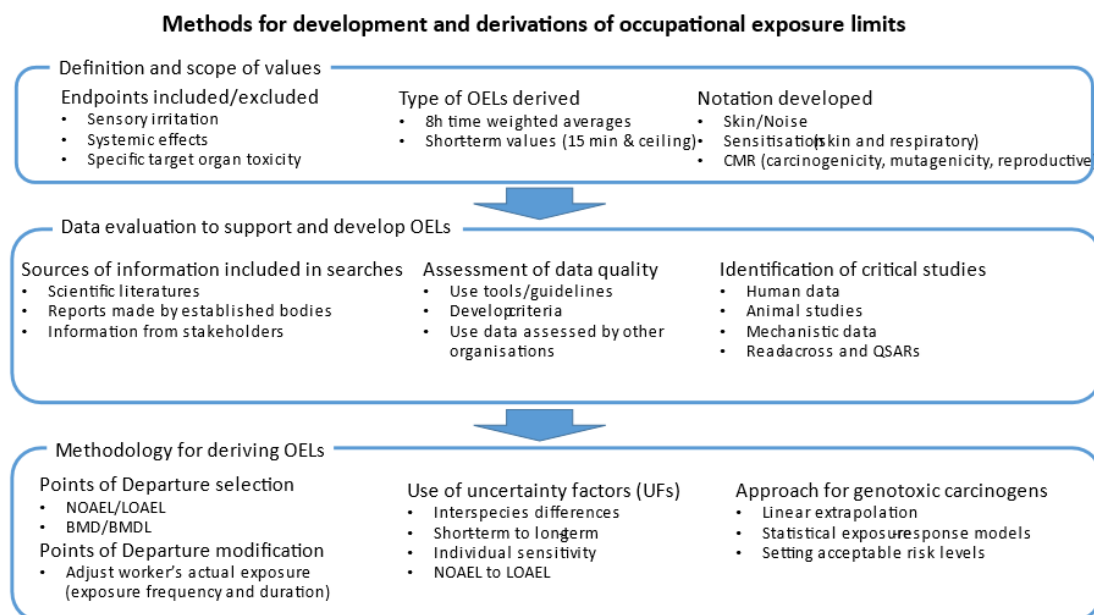 Methods for development and derivations of occupational exposure limits
Definition and scope of values
Endpoints included/excluded
• Sensory irritation
• Systemic effects
• Specific target organ toxicity
Type of OELs derived
• 8h time weighted averages
• Short-term values (15 min & ceiling)
Notation developed
• Skin/Noise
• Sensitisation(skin and respiratory)
• CMR (carcinogenicity, mutagenicity, reproductive)
Data evaluation to support and develop OELs
Sources of information included in searches
• Scientific literatures
• Reports made by established bodies
• Information from stakeholders
Assessment of data quality
• Use tools/guidelines
• Develop criteria
• Use data assessed by other
organisations
Identification of critical studies
• Human data
• Animal studies
• Mechanistic data
• Read-across and QSARs
Methodology for deriving OELs
Points of Departure selection
• NOAEL/LOAEL
• BMD/BMDL
Points of Departure modification
• Adjust worker's actual exposure
(exposure frequency and duration)
Use of uncertainty factors (UFs)
• Interspecies differences
• Short-term to long-term
• Individual sensitivity
• NOAEL to LOAEL
Approach for genotoxic carcinogens
• Linear extrapolation
• Statistical exposure-response models
• Setting acceptable risk levels